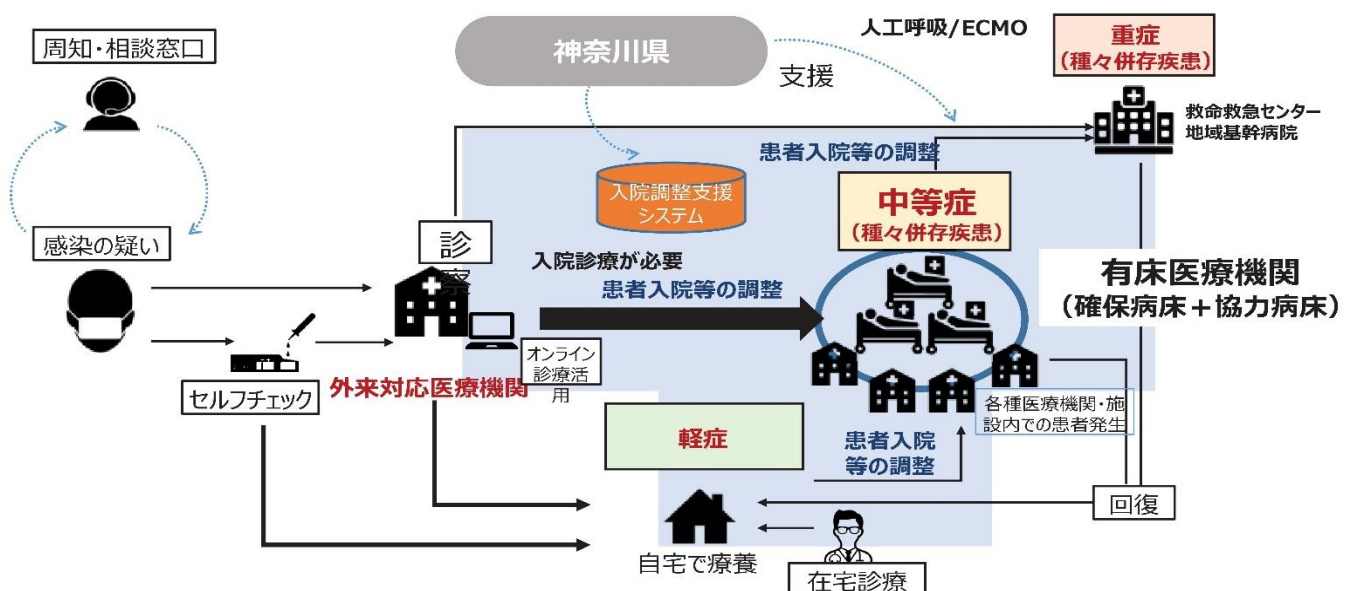 周知・相談窓口
神奈川県
人工呼吸/ECMO
支援
重症
(種々併存疾患)
救命救急センター
地域基幹病院
患者入院等の調整
入院調整支援
システム
中等症
(種々併存疾患)
感染の疑い
診
察
入院診療が必要
患者入院等の調整
有床医療機関
(確保病床+協力病床)
オンライン
診療活
用
外来対応医療機関
セルフチェック
各種医療機関・施
設内での患者発生
軽症
患者入院
等の調整
回復
自宅で療養
在宅診療